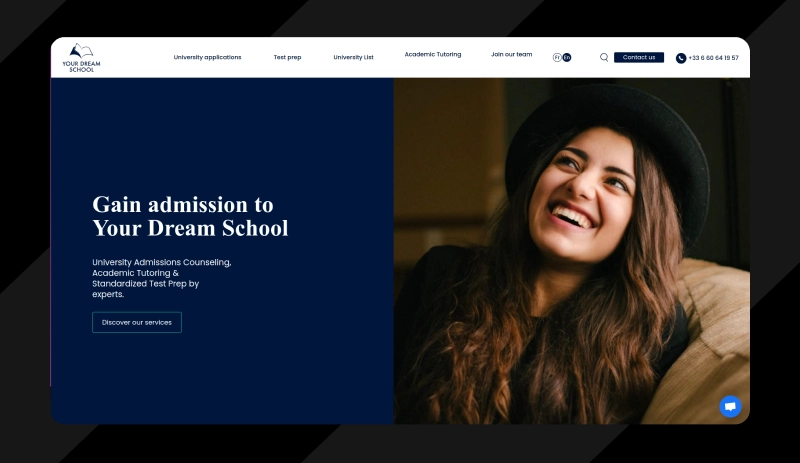 YOUR DREAM
SCHOOL
University applications
Test prep
University List
Academic Tutoring
Join our team
Fr
En
Contact us
+33 6 60 64 19 57
Gain admission to
Your Dream School
University Admissions Counseling,
Academic Tutoring &
Standardized Test Prep by
experts.
Discover our services